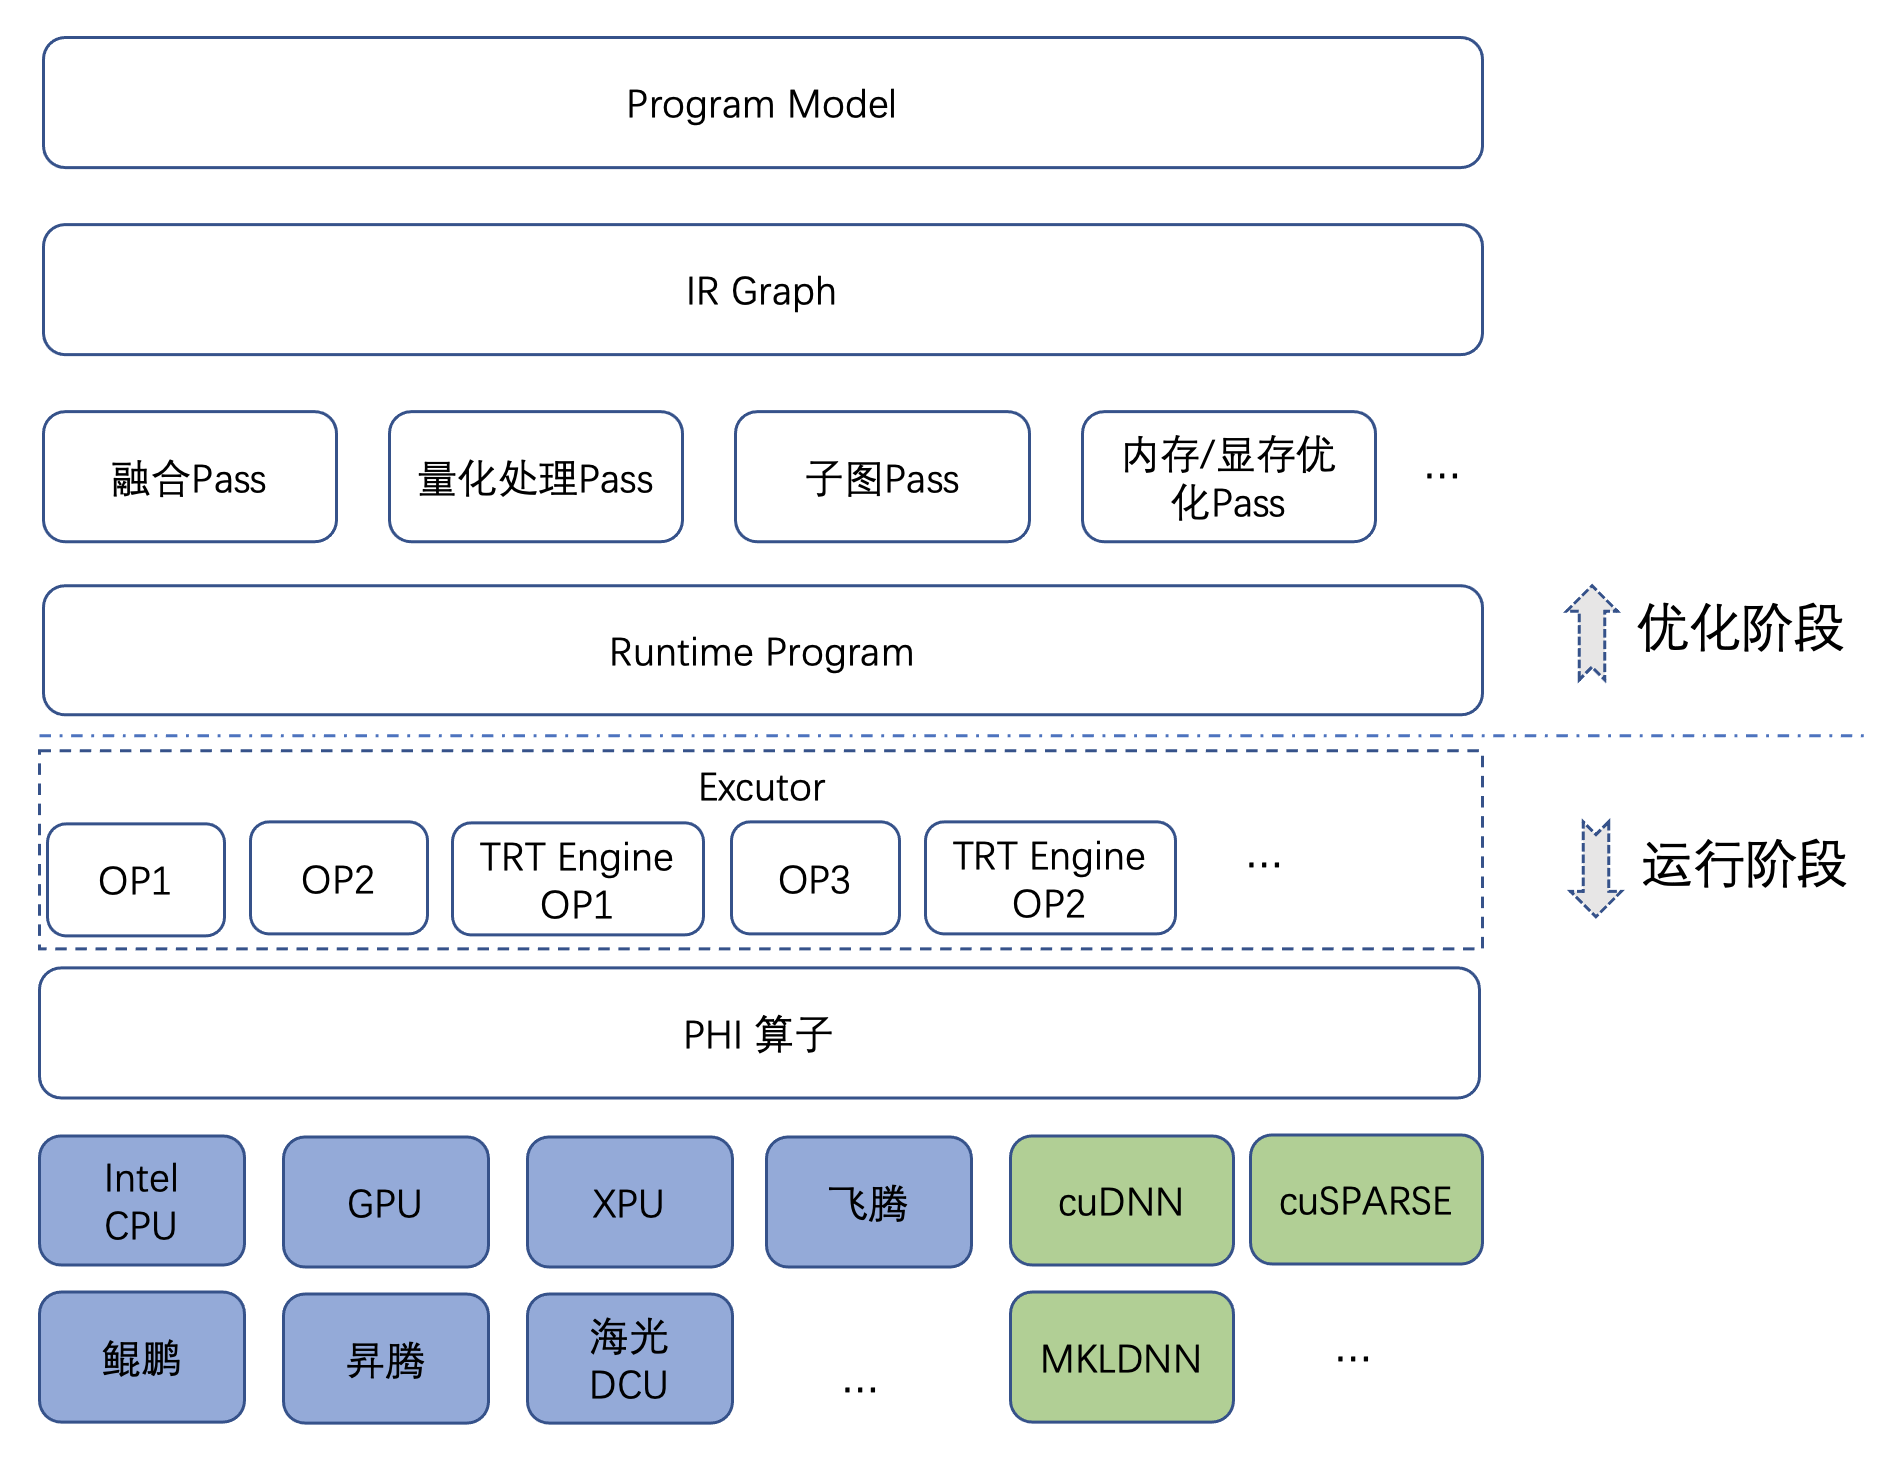 Program Model
IR Graph
融合Pass
量化处理Pass
子图Pass
内存/显存优
化Pass
...
Runtime Program
优化阶段
Excutor
OP1
OP2
TRT Engine
OP1
OP3
TRT Engine
OP2
...
运行阶段
PHI 算子
Intel
CPU
GPU
XPU
飞腾
cuDNN
cuSPARSE
鲲鹏
昇腾
海光
DCU
...
MKLDNN
...